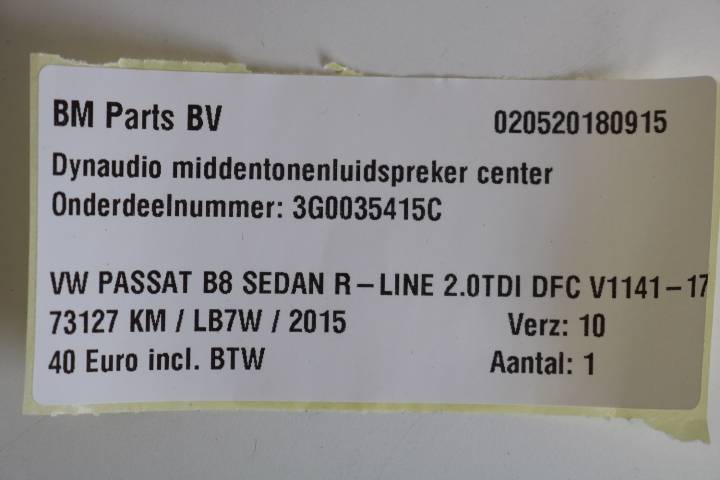 BM Parts BV 020520180915
Dynaudio middentonenluidspreker center
Onderdeelnummer: 3G0035415C
VW PASSAT B8 SEDAN R-LINE 2.0TDI DFC V1141-17
73127 KM / LB7W / 2015 Verz: 10
40 Euro incl. BTW Aantal: 1